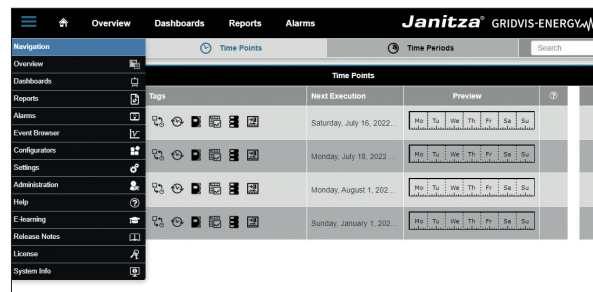 Overview Dashboards Reports Alarms Janitza® GRIDVIS-ENERGY
Navigation Time Points Time Periods Search
Overview
Time Points
Dashboards
Reports Tags Next Execution Preview
Alarms Saturday, July 16, 2022... Mo Tu We Th Fr Sa Su
Event Browser
Configurators Monday, July 18, 2022 ... Mo Tu We Th Fr Sa Su
Settings
Administration Monday, August 1, 202... Mo Tu We Th Fr Sa Su
Help
E-learning Sunday, January 1, 202... Mo Tu We Th Fr Sa Su
Release Notes
License
System Info